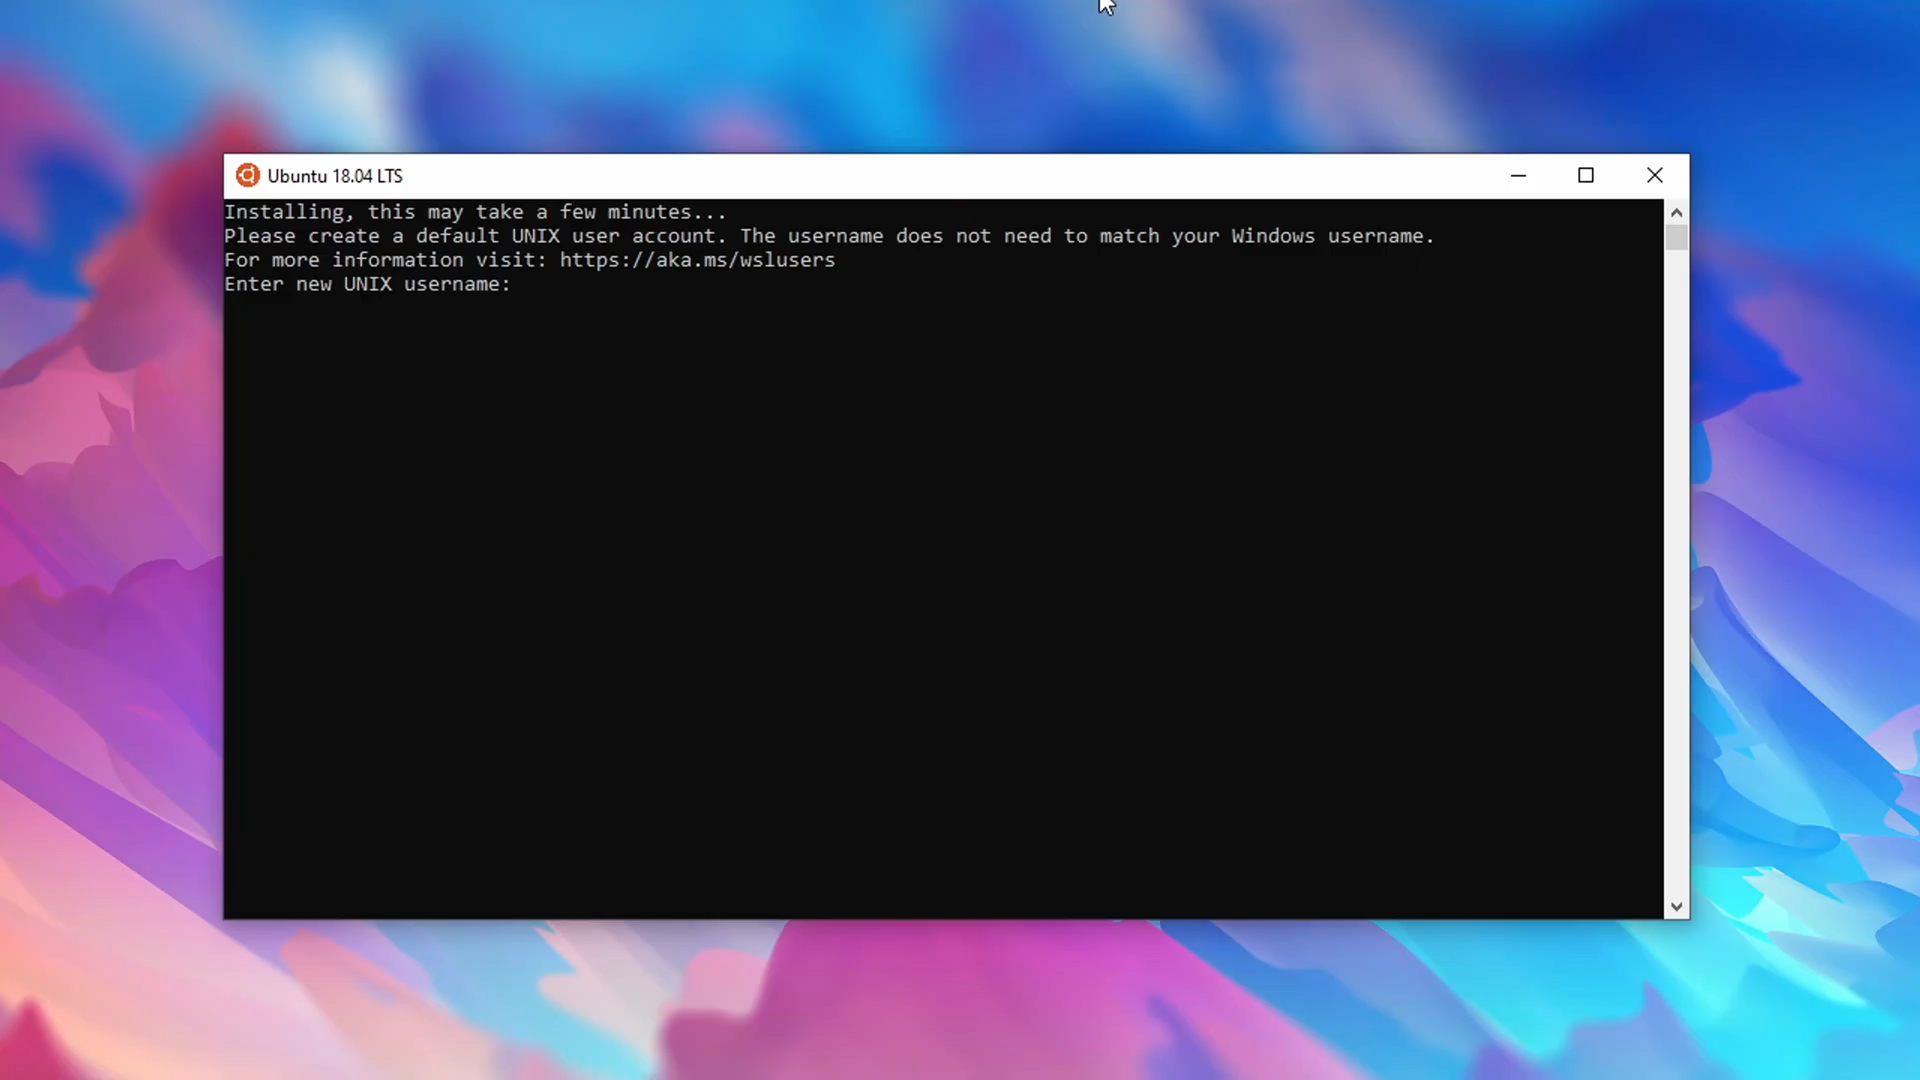 Ubuntu 18.04 LTS
Installing, this may take a few minutes...
Please create a default UNIX user account. The username does not need to match your Windows username.
For more information visit: https://aka.ms/wslusers
Enter new UNIX username: